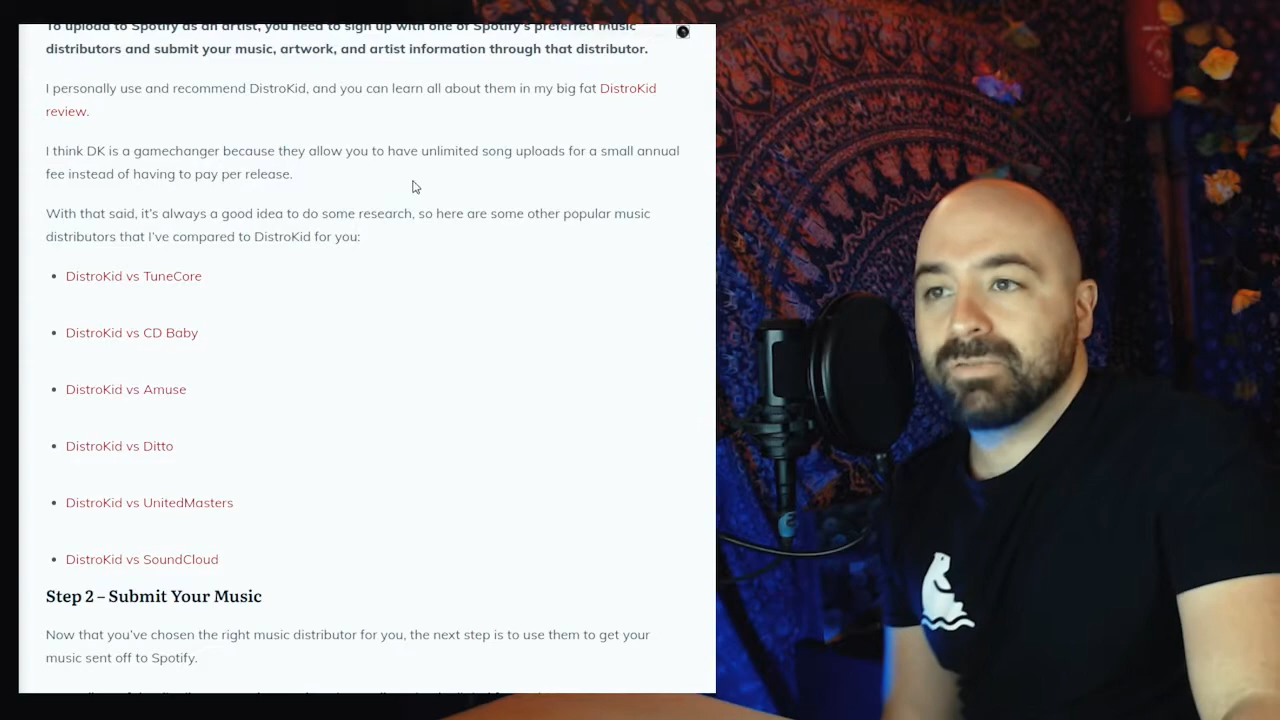 To upload to Spotify as an artist, you need to sign up with one of Spotify's preferred music
distributors and submit your music, artwork, and artist information through that distributor.
I personally use and recommend DistroKid, and you can learn all about them in my big fat DistroKid
review.
I think DK is a gamechanger because they allow you to have unlimited song uploads for a small annual
fee instead of having to pay per release.
With that said, it's always a good idea to do some research, so here are some other popular music
distributors that I've compared to DistroKid for you:
DistroKid vs TuneCore
DistroKid vs CD Baby
DistroKid vs Amuse
DistroKid vs Ditto
DistroKid vs UnitedMasters
DistroKid vs SoundCloud
Step 2 – Submit Your Music
Now that you've chosen the right music distributor for you, the next step is to use them to get your
music sent off to Spotify.